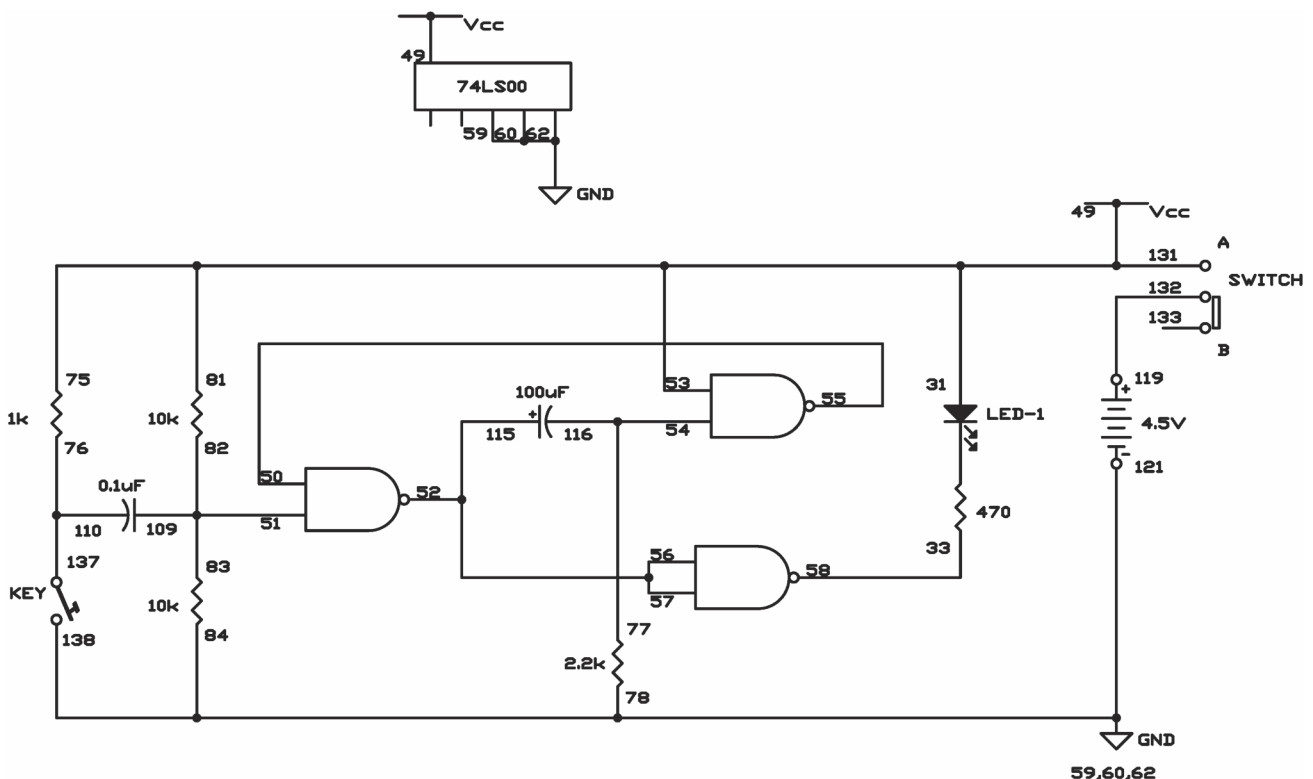 Vcc
49
74LS00
59 60 62
GND
49 Vcc
A
131
SWITCH
132
133
B
75
81
31
119
+
1k
10k
100uF
+
53
55
LED-1
4.5V
76
82
115
116
54
-
121
0.1uF
50
52
110
109
51
470
137
83
56
58
33
KEY
10k
57
138
84
77
2.2k
78
GND
59,60,62